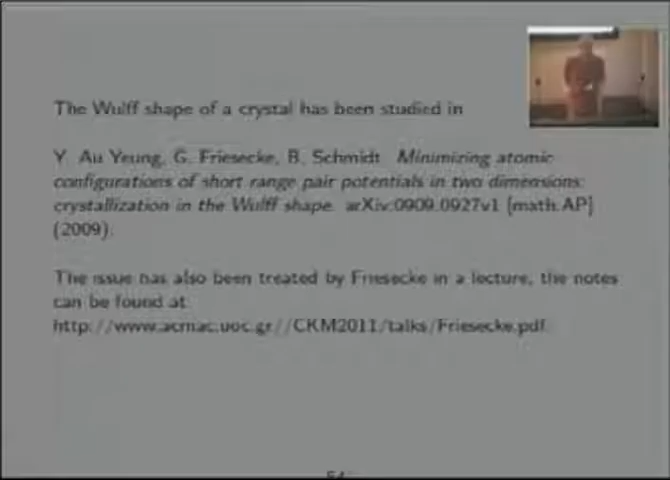 The Wulff shape of a crystal has been studied in
Y. Au Yeung, G. Friesecke, B. Schmidt. Minimizing atomic
configurations of short range pair potentials in two dimensions:
crystallization in the Wulff shape. arXiv:0909.0927v1 [math.AP]
(2009).
The issue has also been treated by Friesecke in a lecture, the notes
can be found at
http://www.acmac.uoc.gr//CKM2011/talks/Friesecke.pdf.